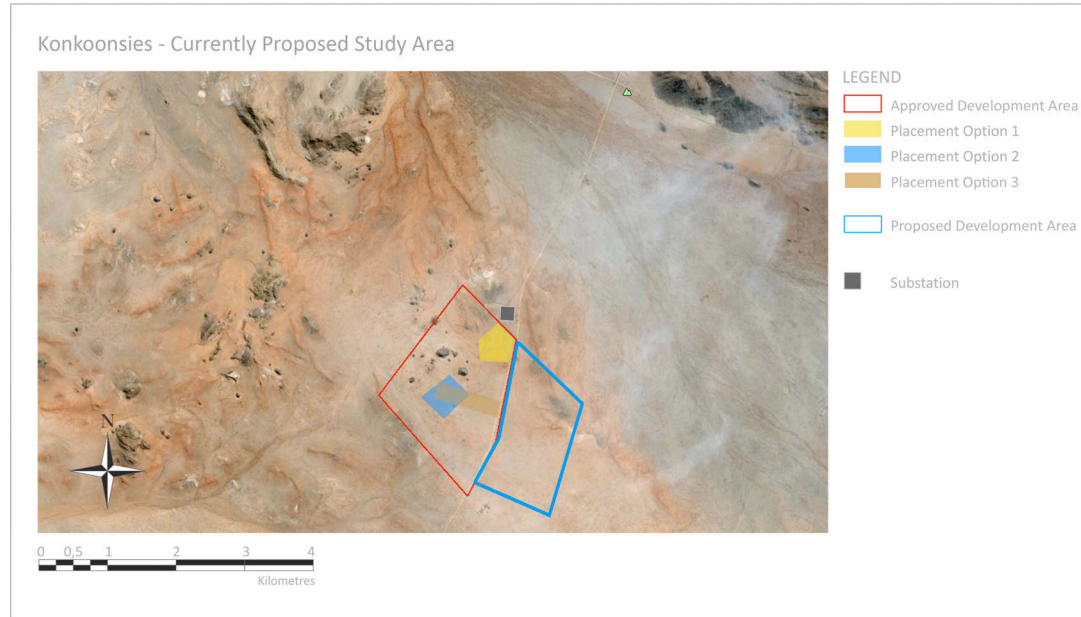 Konkoonsies - Currently Proposed Study Area
LEGEND
Approved Development Area
Placement Option 1
Placement Option 2
Placement Option 3
Proposed Development Area
Substation
N
0 0,5 1 2 3 4
Kilometres